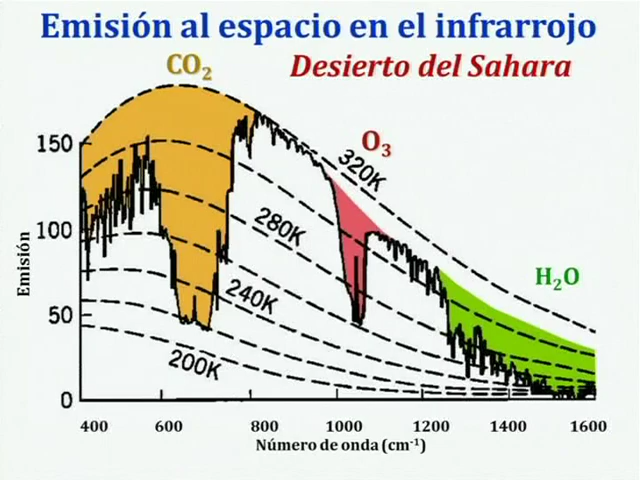 Emisión al espacio en el infrarrojo
CO2
Desierto del Sahara
O3
H2O
320K
280K
240K
200K
Emisión
150
100
50
0
400 600 800 1000 1200 1400 1600
Número de onda (cm-1)